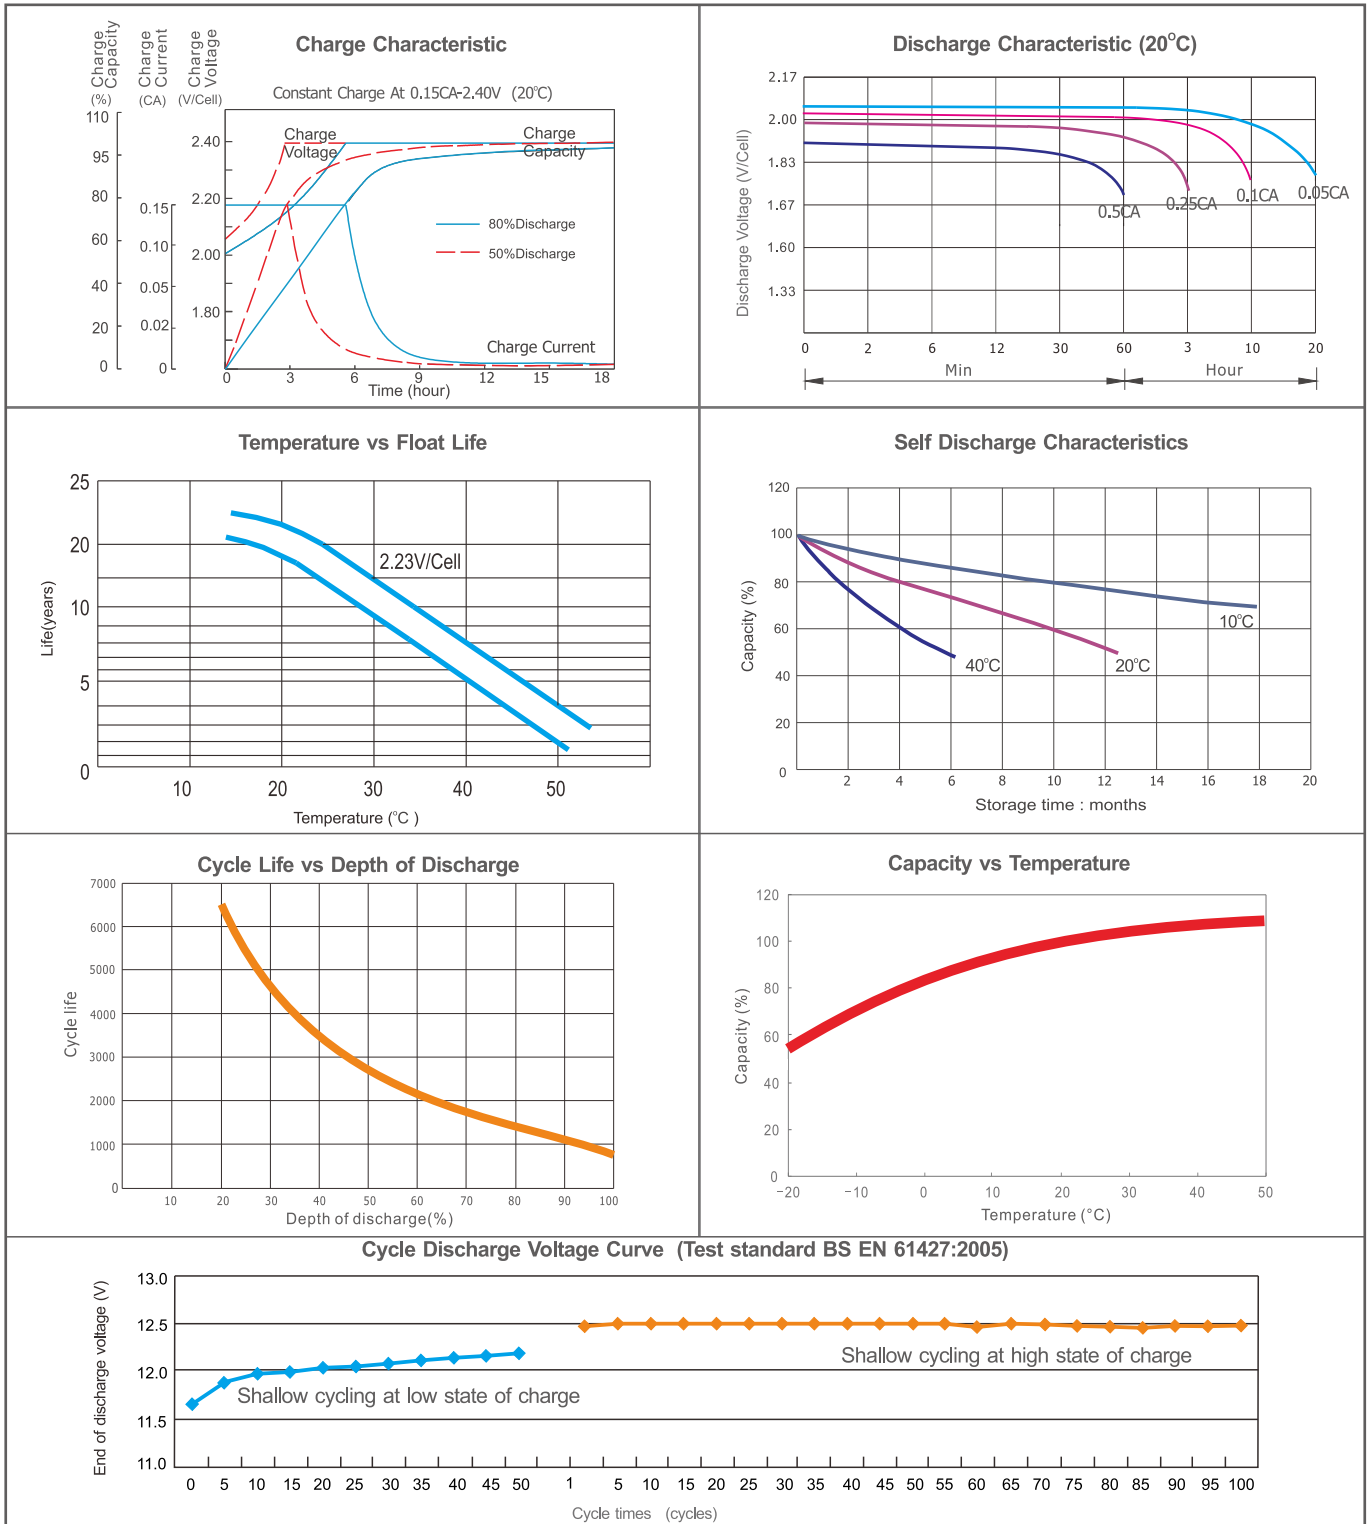 Charge Characteristic
Charge Capacity
Charge Current
Charge Voltage
(%)
(CA)
(V/Cell)
Constant Charge At 0.15CA-2.40V (20°C)
110
95
80
60
40
20
0
0.15
0.10
0.05
0.02
0
2.40
2.20
2.00
1.80
Charge
Voltage
Charge
Capacity
80%Discharge
50%Discharge
Charge Current
0 3 6 9 12 15 18
Time (hour)
Discharge Characteristic (20°C)
Discharge Voltage (V/Cell)
2.17
2.00
1.83
1.67
1.60
1.33
0.5CA
0.25CA
0.1CA
0.05CA
0 2 6 12 30 60 3 10 20
Min Hour
Temperature vs Float Life
Life(years)
25
20
10
5
0
2.23V/Cell
10 20 30 40 50
Temperature (°C )
Self Discharge Characteristics
Capacity (%)
120
100
80
60
40
20
0
10°C
20°C
40°C
2 4 6 8 10 12 14 16 18 20
Storage time : months
Cycle Life vs Depth of Discharge
Cycle life
7000
6000
5000
4000
3000
2000
1000
0
10 20 30 40 50 60 70 80 90 100
Depth of discharge(%)
Capacity vs Temperature
Capacity (%)
120
100
80
60
40
20
0
−20 −10 0 10 20 30 40 50
Temperature (°C)
Cycle Discharge Voltage Curve (Test standard BS EN 61427:2005)
End of discharge voltage (V)
13.0
12.5
12.0
11.5
11.0
Shallow cycling at low state of charge
Shallow cycling at high state of charge
0 5 10 15 20 25 30 35 40 45 50 1 5 10 15 20 25 30 35 40 45 50 55 60 65 70 75 80 85 90 95 100
Cycle times (cycles)